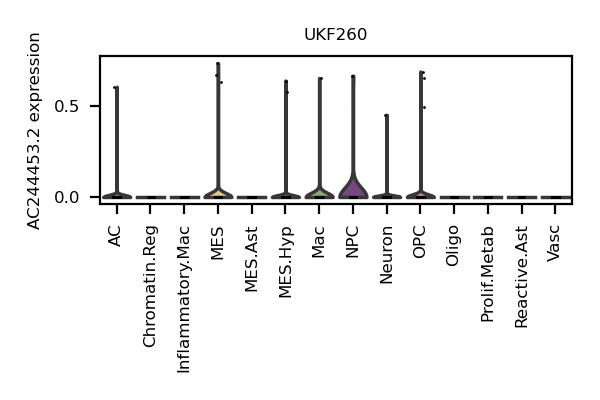 UKF260
AC244453.2 expression
0.5
0.0
AC
Chromatin.Reg
Inflammatory.Mac
MES
MES.Ast
MES.Hyp
Mac
NPC
Neuron
OPC
Oligo
Prolif.Metab
Reactive.Ast
Vasc